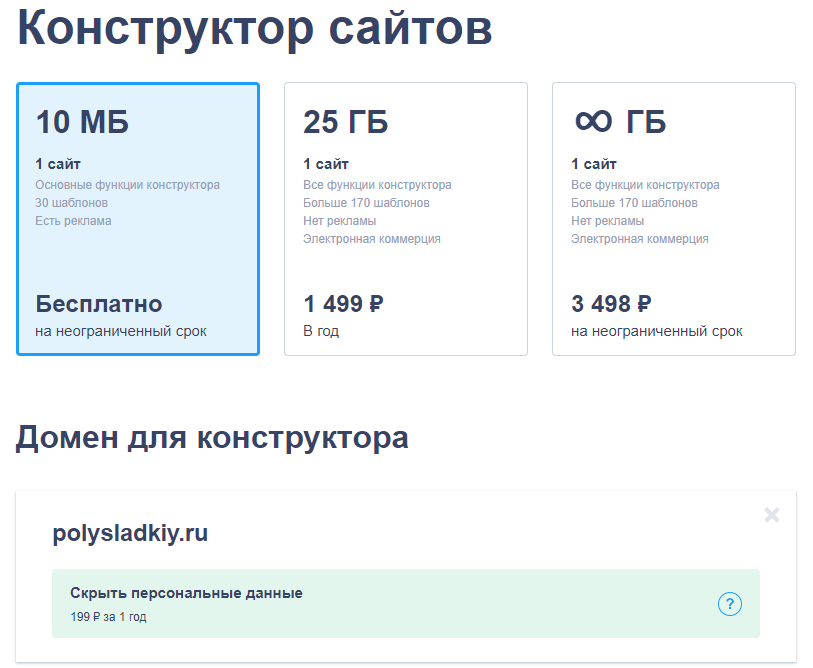 Конструктор сайтов
10 МБ
1 сайт
Основные функции конструктора
30 шаблонов
Есть реклама
Бесплатно
на неограниченный срок
25 ГБ
1 сайт
Все функции конструктора
Больше 170 шаблонов
Нет рекламы
Электронная коммерция
1 499 ₽
В год
∞ ГБ
1 сайт
Все функции конструктора
Больше 170 шаблонов
Нет рекламы
Электронная коммерция
3 498 ₽
на неограниченный срок
Домен для конструктора
polysladkiy.ru
Скрыть персональные данные
199 ₽ за 1 год
?